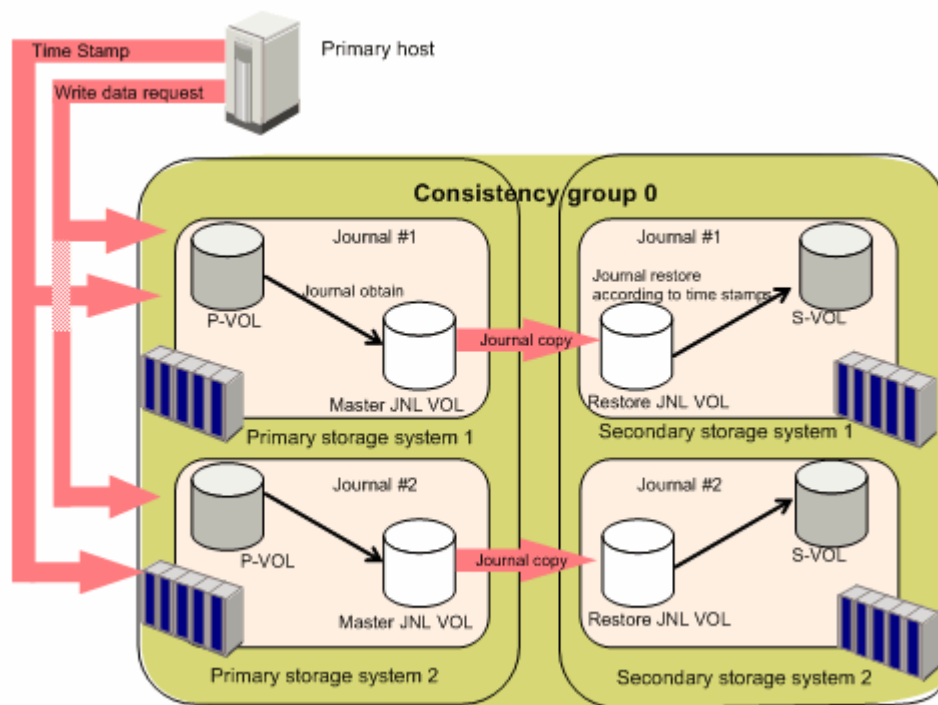 Time Stamp
Primary host
Write data request
Consistency group 0
Journal #1
Journal #1
Journal obtain
Journal restore
according to time stamps
P-VOL
S-VOL
Journal copy
Master JNL VOL
Restore JNL VOL
Primary storage system 1
Secondary storage system 1
Journal #2
Journal #2
P-VOL
S-VOL
Journal copy
Master JNL VOL
Restore JNL VOL
Primary storage system 2
Secondary storage system 2